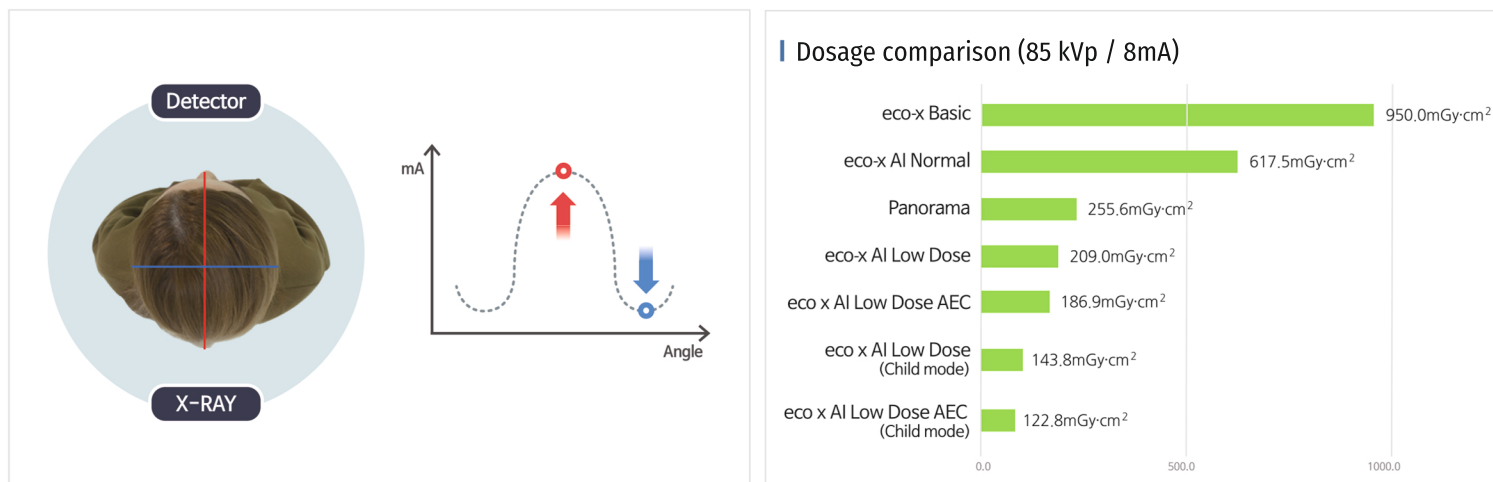 Detector
X-RAY
mA
Angle
Dosage comparison (85 kVp / 8mA)
eco-x Basic 950.0mGy·cm²
eco-x AI Normal 617.5mGy·cm²
Panorama 255.6mGy·cm²
eco-x AI Low Dose 209.0mGy·cm²
eco x AI Low Dose AEC 186.9mGy·cm²
eco x AI Low Dose 143.8mGy·cm²
(Child mode)
eco x AI Low Dose AEC 122.8mGy·cm²
(Child mode)
0.0 500.0 1000.0